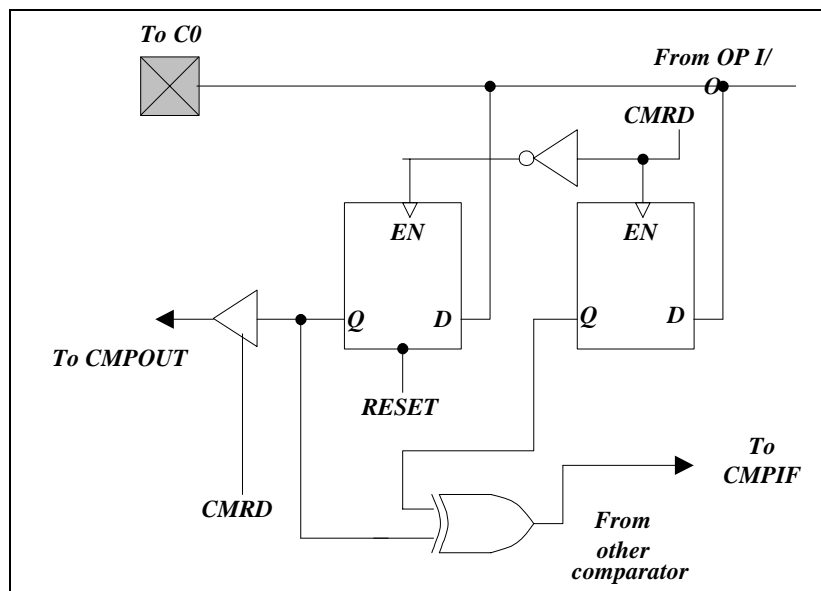 To C0
From OP I/
O
CMRD
EN
EN
Q
D
Q
D
To CMPOUT
RESET
To
CMPIF
CMRD
From
other
comparator